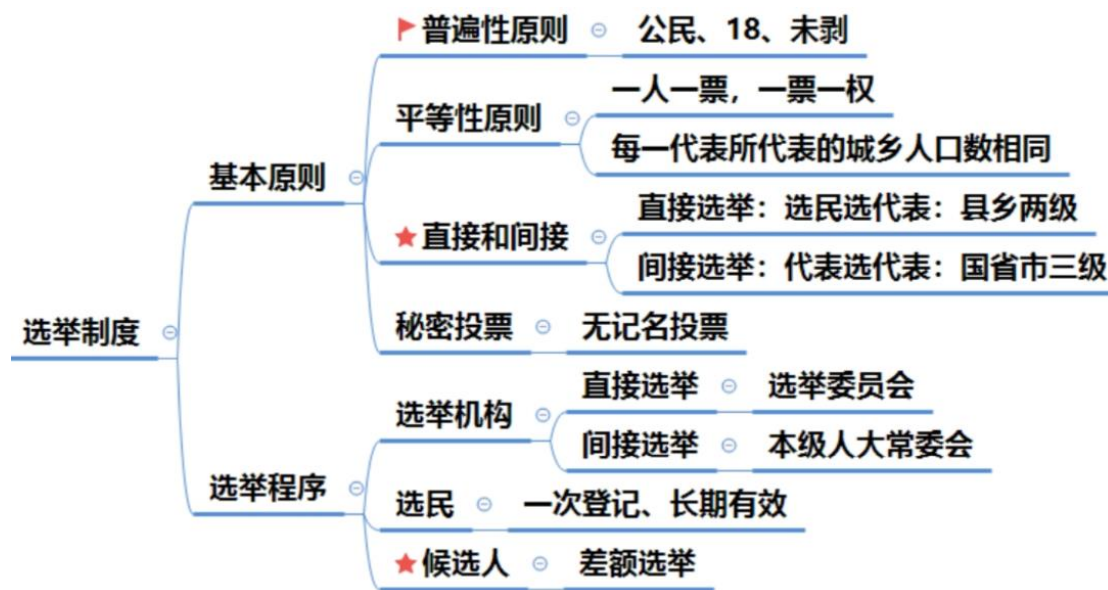 普遍性原则
公民、18、未剥
一人一票，一票一权
平等性原则
每一代表所代表的城乡人口数相同
基本原则
直接选举：选民选代表：县乡两级
直接和间接
间接选举：代表选代表：国省市三级
秘密投票
无记名投票
选举制度
直接选举
选举委员会
选举机构
间接选举
本级人大常委会
选举程序
选民
一次登记、长期有效
候选人
差额选举